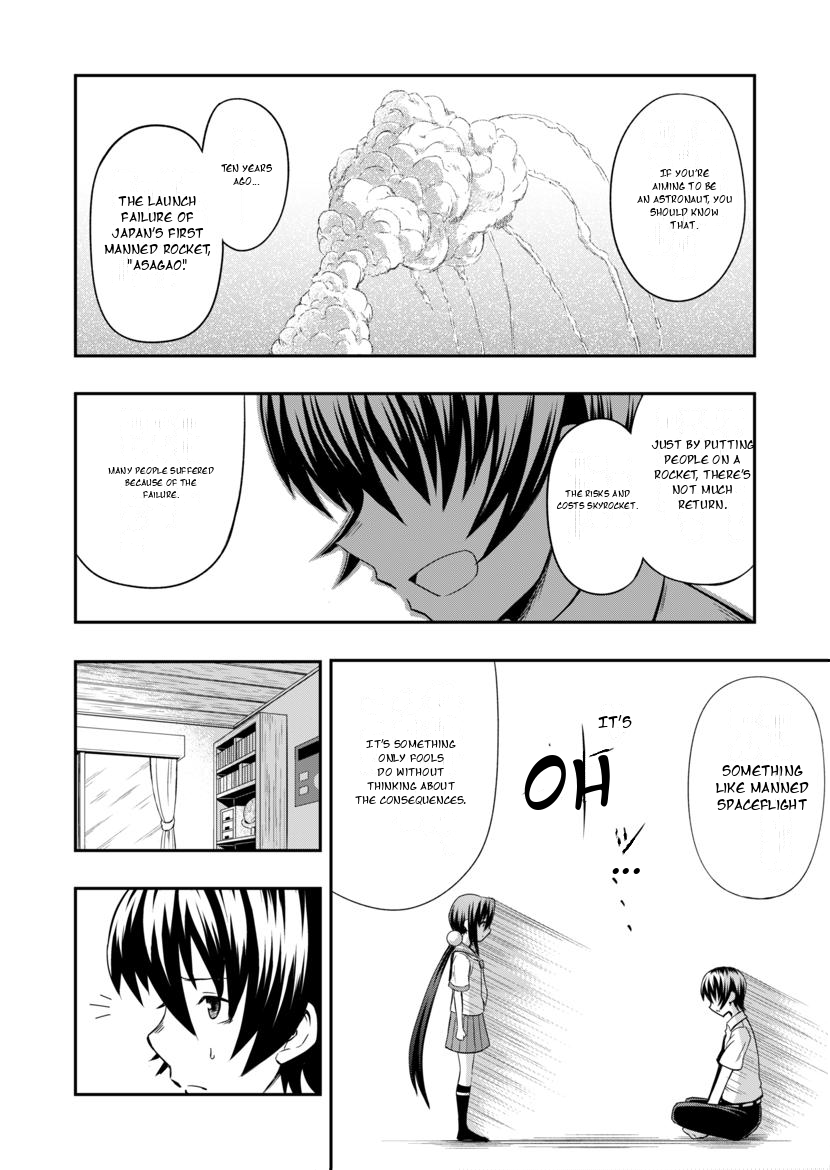 IF YOU'RE
AIMING TO BE
AN ASTRONAUT, YOU
SHOULD KNOW
THAT.
TEN YEARS
AGO...
THE LAUNCH
FAILURE OF
JAPAN'S FIRST
MANNED ROCKET,
"ASAGAO."
JUST BY PUTTING
PEOPLE ON A
ROCKET, THERE'S
NOT MUCH
RETURN.
THE RISKS AND
COSTS SKYROCKET.
MANY PEOPLE SUFFERED
BECAUSE OF THE
FAILURE.
SOMETHING
LIKE MANNED
SPACEFLIGHT
IT'S
OH
ッ...
IT'S SOMETHING
ONLY FOOLS
DO WITHOUT
THINKING ABOUT
THE CONSEQUENCES.